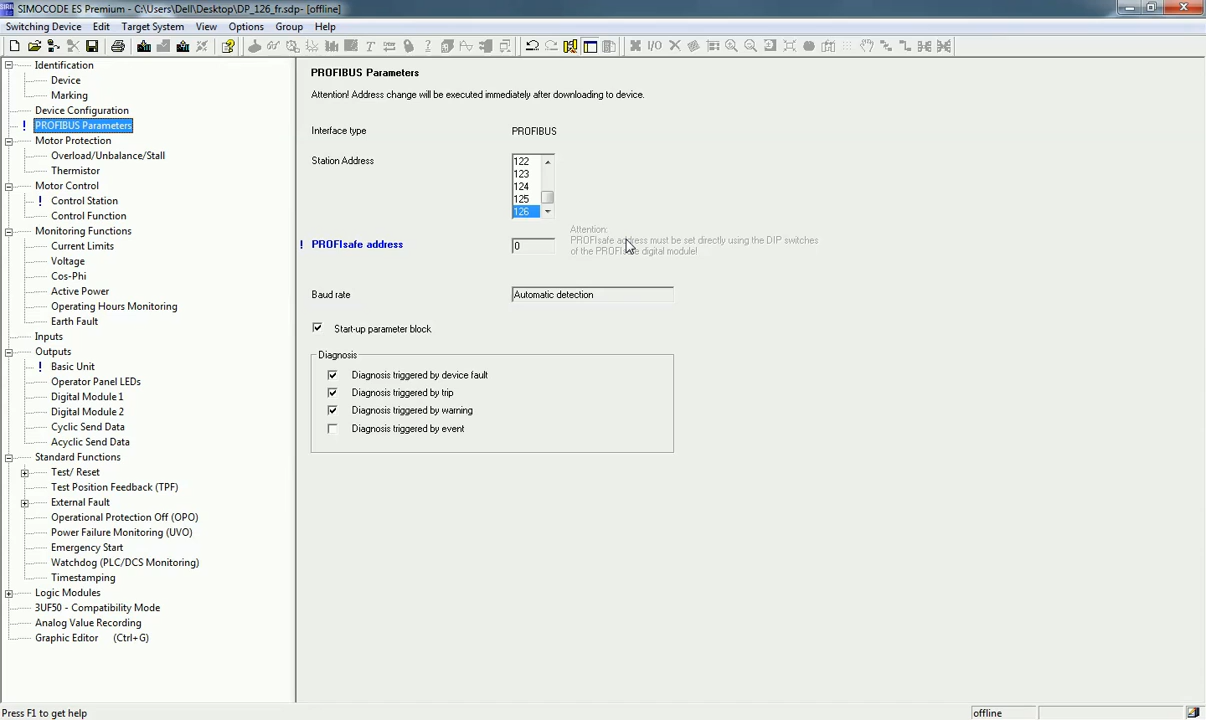 SIMOCODE ES Premium - C:\Users\Dell\Desktop\DP_126_fr.sdp- [offline]
Switching Device Edit Target System View Options Group Help
Identification
Device
Marking
Device Configuration
! PROFIBUS Parameters
Motor Protection
Overload/Unbalance/Stall
Thermistor
Motor Control
! Control Station
Control Function
Monitoring Functions
Current Limits
Voltage
Cos-Phi
Active Power
Operating Hours Monitoring
Earth Fault
Inputs
Outputs
! Basic Unit
Operator Panel LEDs
Digital Module 1
Digital Module 2
Cyclic Send Data
Acyclic Send Data
Standard Functions
Test/ Reset
Test Position Feedback (TPF)
External Fault
Operational Protection Off (OPO)
Power Failure Monitoring (UVO)
Emergency Start
Watchdog (PLC/DCS Monitoring)
Timestamping
Logic Modules
3UF50 - Compatibility Mode
Analog Value Recording
Graphic Editor (Ctrl+G)
PROFIBUS Parameters
Attention! Address change will be executed immediately after downloading to device.
Interface type PROFIBUS
Station Address
122
123
124
125
126
! PROFIsafe address 0
Attention:
PROFIsafe address must be set directly using the DIP switches
of the PROFIsafe digital module!
Baud rate Automatic detection
Start-up parameter block
Diagnosis
Diagnosis triggered by device fault
Diagnosis triggered by trip
Diagnosis triggered by warning
Diagnosis triggered by event
Press F1 to get help offline